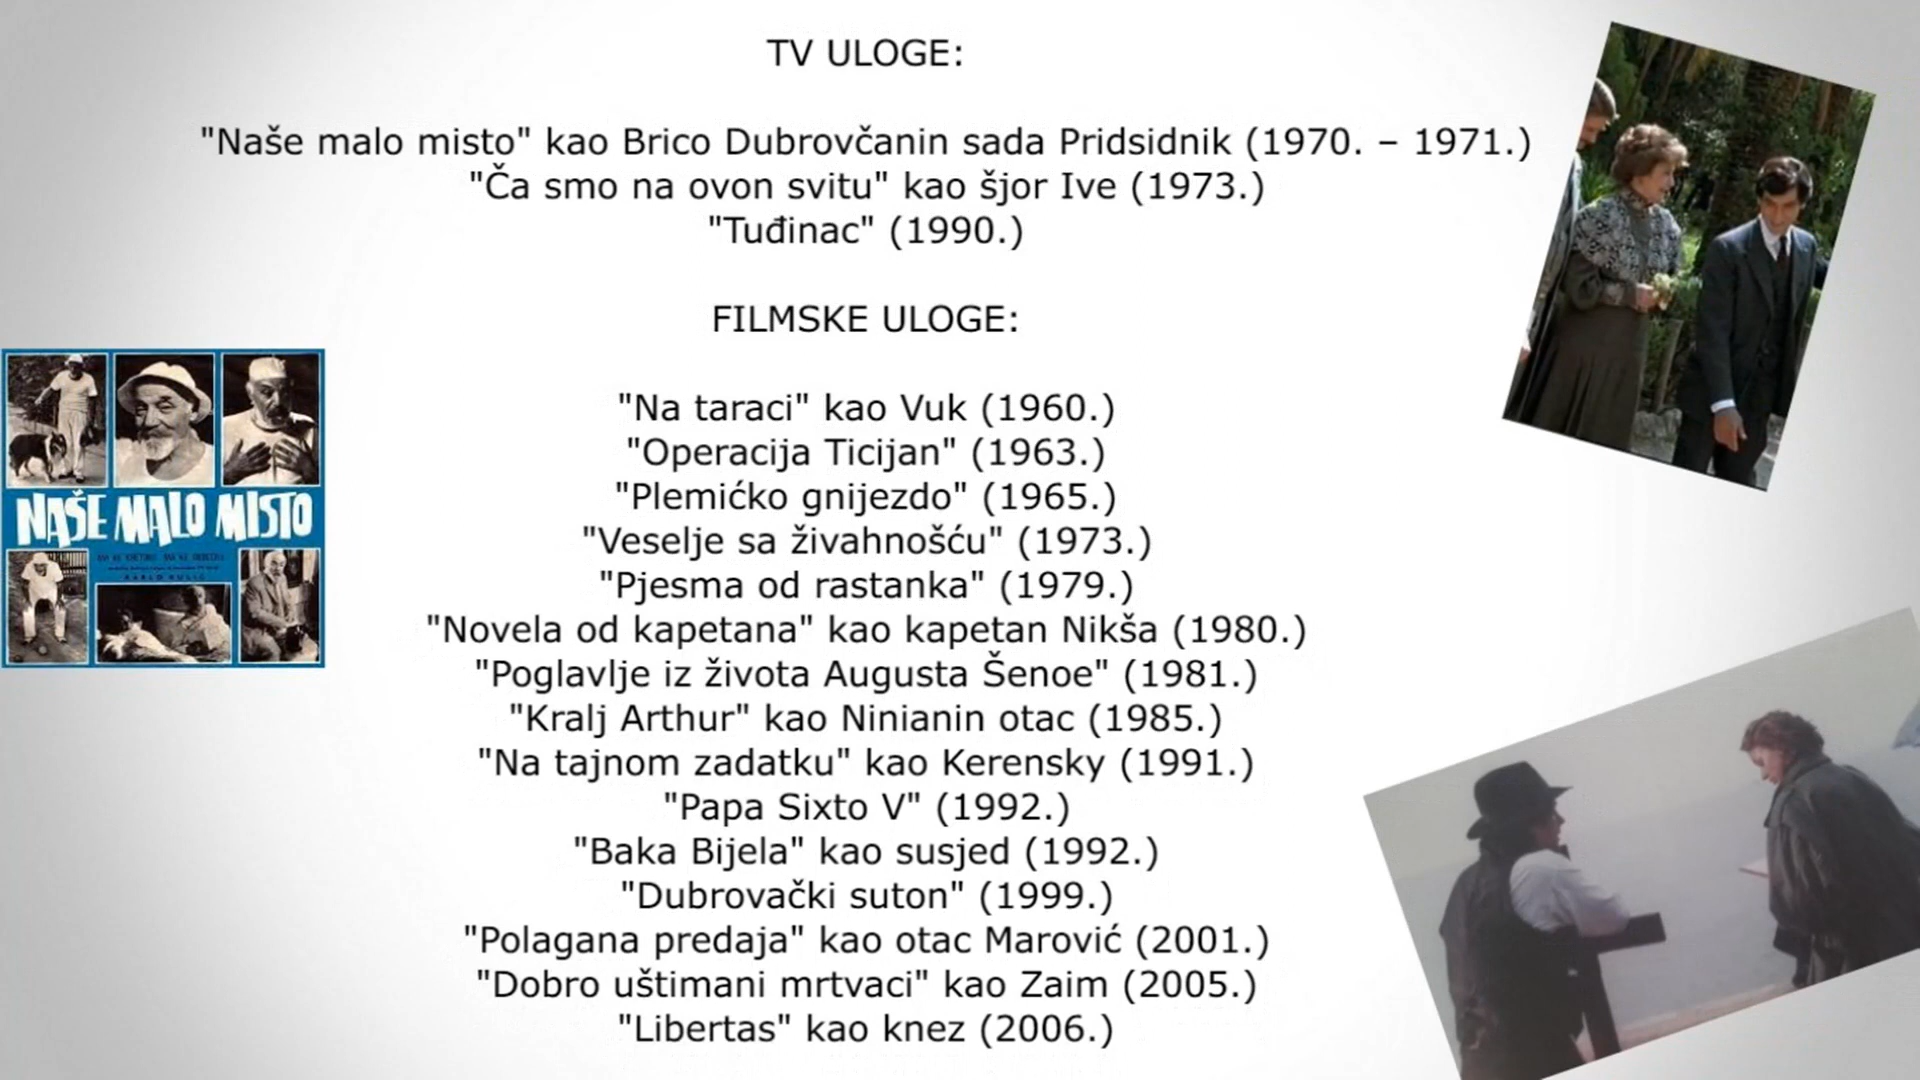 TV ULOGE:
"Naše malo misto" kao Brico Dubrovčanin sada Pridsidnik (1970. – 1971.)
"Ča smo na ovon svitu" kao šjor Ive (1973.)
"Tuđinac" (1990.)
FILMSKE ULOGE:
"Na taraci" kao Vuk (1960.)
"Operacija Ticijan" (1963.)
"Plemićko gnijezdo" (1965.)
"Veselje sa živahnošću" (1973.)
"Pjesma od rastanka" (1979.)
"Novela od kapetana" kao kapetan Nikša (1980.)
"Poglavlje iz života Augusta Šenoe" (1981.)
"Kralj Arthur" kao Ninianin otac (1985.)
"Na tajnom zadatku" kao Kerensky (1991.)
"Papa Sixto V" (1992.)
"Baka Bijela" kao susjed (1992.)
"Dubrovački suton" (1999.)
"Polagana predaja" kao otac Marović (2001.)
"Dobro uštimani mrtvaci" kao Zaim (2005.)
"Libertas" kao knez (2006.)
NAŠE MALO MISTO